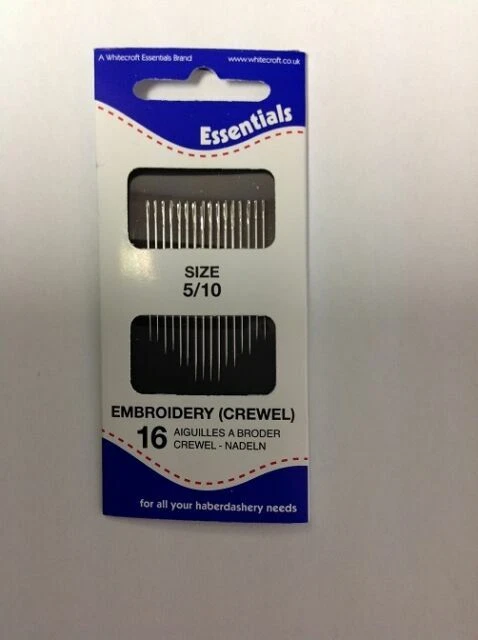 A Whitecroft Essentials Brand
www.whitecroft.co.uk
Essentials
SIZE
5/10
EMBROIDERY (CREWEL)
16 AIGUILLES A BRODER
CREWEL - NADELN
for all your haberdashery needs